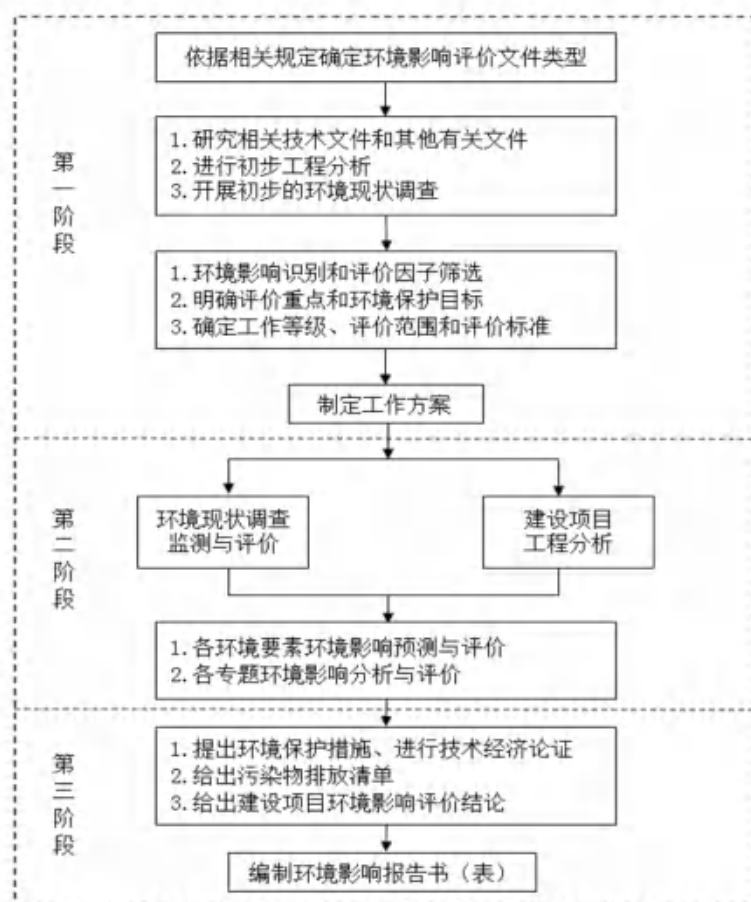 依据相关规定确定环境影响评价文件类型
第一阶段
1.研究相关技术文件和其他有关文件
2.进行初步工程分析
3.开展初步的环境现状调查
1.环境影响识别和评价因子筛选
2.明确评价重点和环境保护目标
3.确定工作等级、评价范围和评价标准
制定工作方案
第二阶段
环境现状调查
监测与评价
建设项目
工程分析
1.各环境要素环境影响预测与评价
2.各专题环境影响分析与评价
第三阶段
1.提出环境保护措施、进行技术经济论证
2.给出污染物排放清单
3.给出建设项目环境影响评价结论
编制环境影响报告书（表）